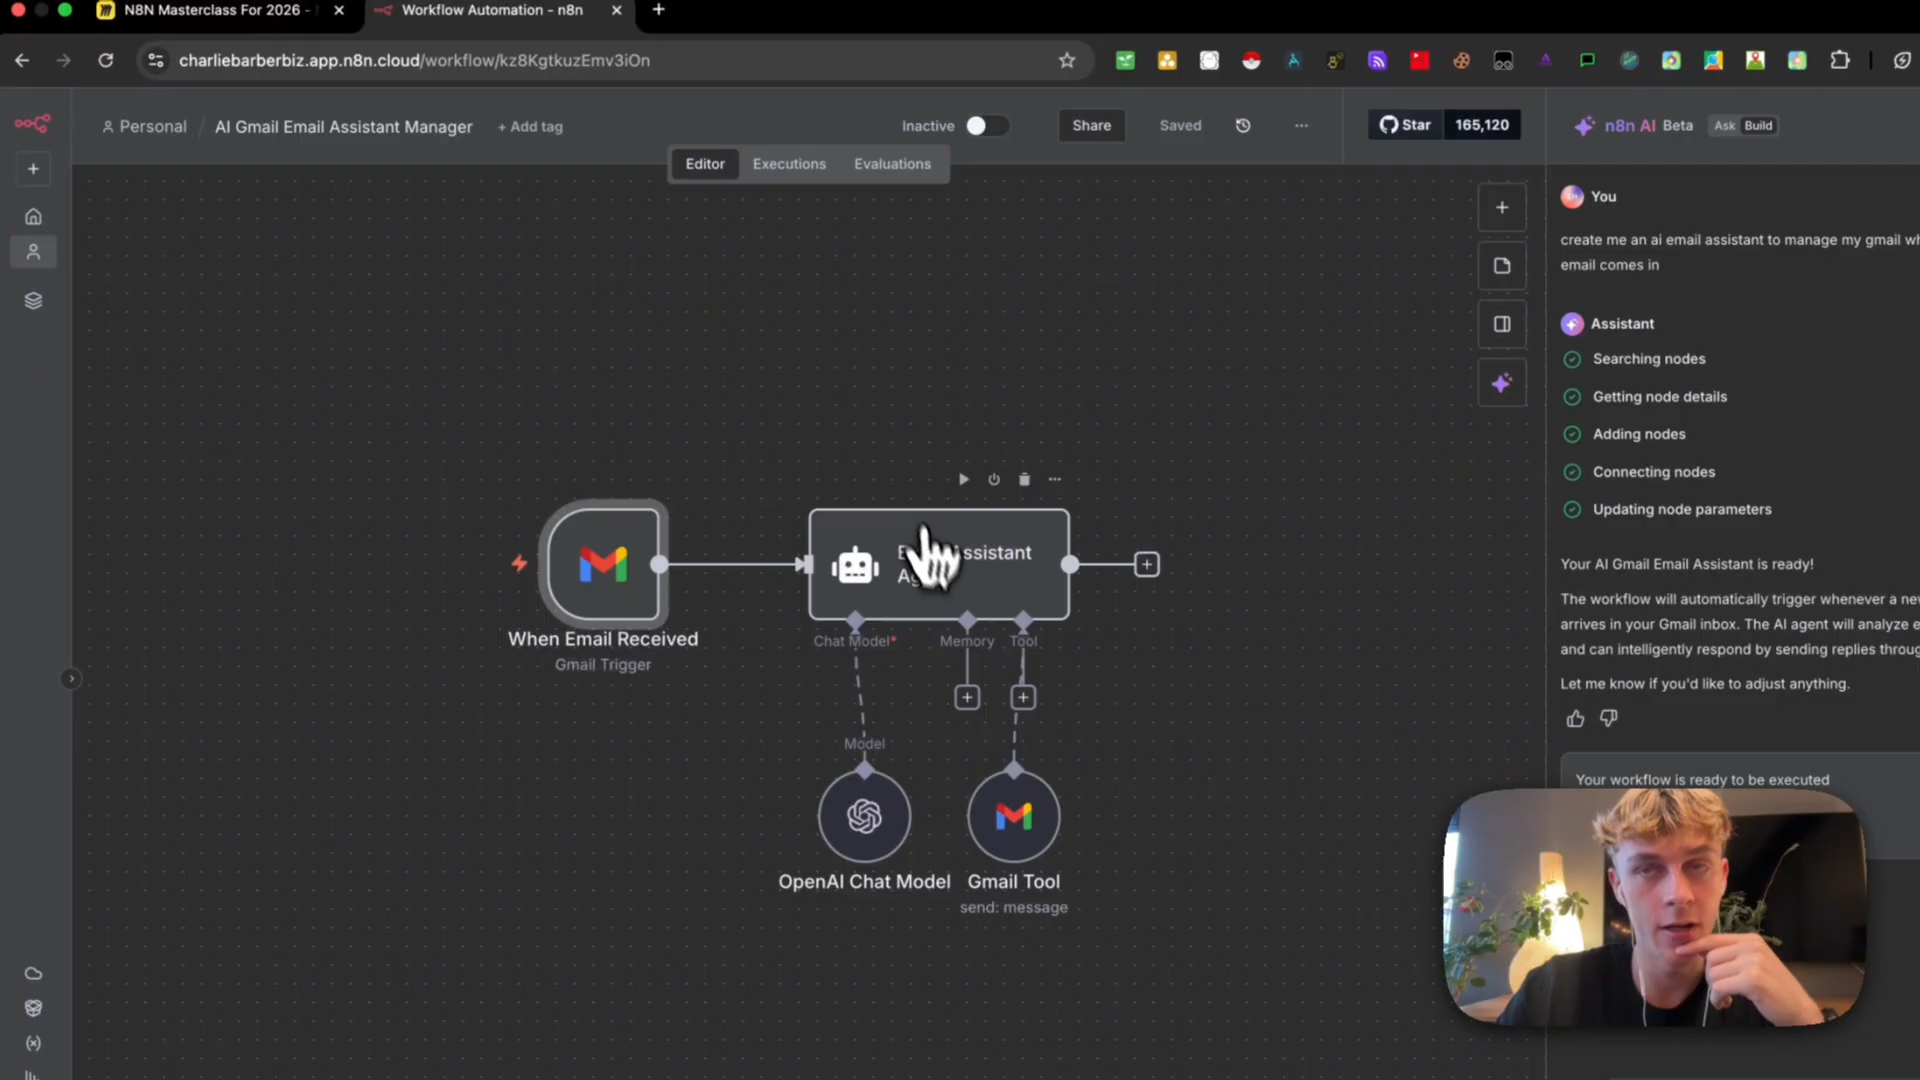 N8N Masterclass For 2026 -
Workflow Automation - n8n
charliebarberbiz.app.n8n.cloud/workflow/kz8KgtkuzEmv3iOn
Personal / AI Gmail Email Assistant Manager + Add tag
Inactive
Share
Saved
Star 165,120
n8n AI Beta
Ask Build
Editor Executions Evaluations
You
create me an ai email assistant to manage my gmail
email comes in
Assistant
Searching nodes
Getting node details
Adding nodes
Connecting nodes
Updating node parameters
Your AI Gmail Email Assistant is ready!
The workflow will automatically trigger whenever a
arrives in your Gmail inbox. The AI agent will analyze
and can intelligently respond by sending replies
Let me know if you'd like to adjust anything.
Your workflow is ready to be executed
When Email Received
Gmail Trigger
Chat Model*
Memory
Tool
Model
OpenAI Chat Model
Gmail Tool
send: message